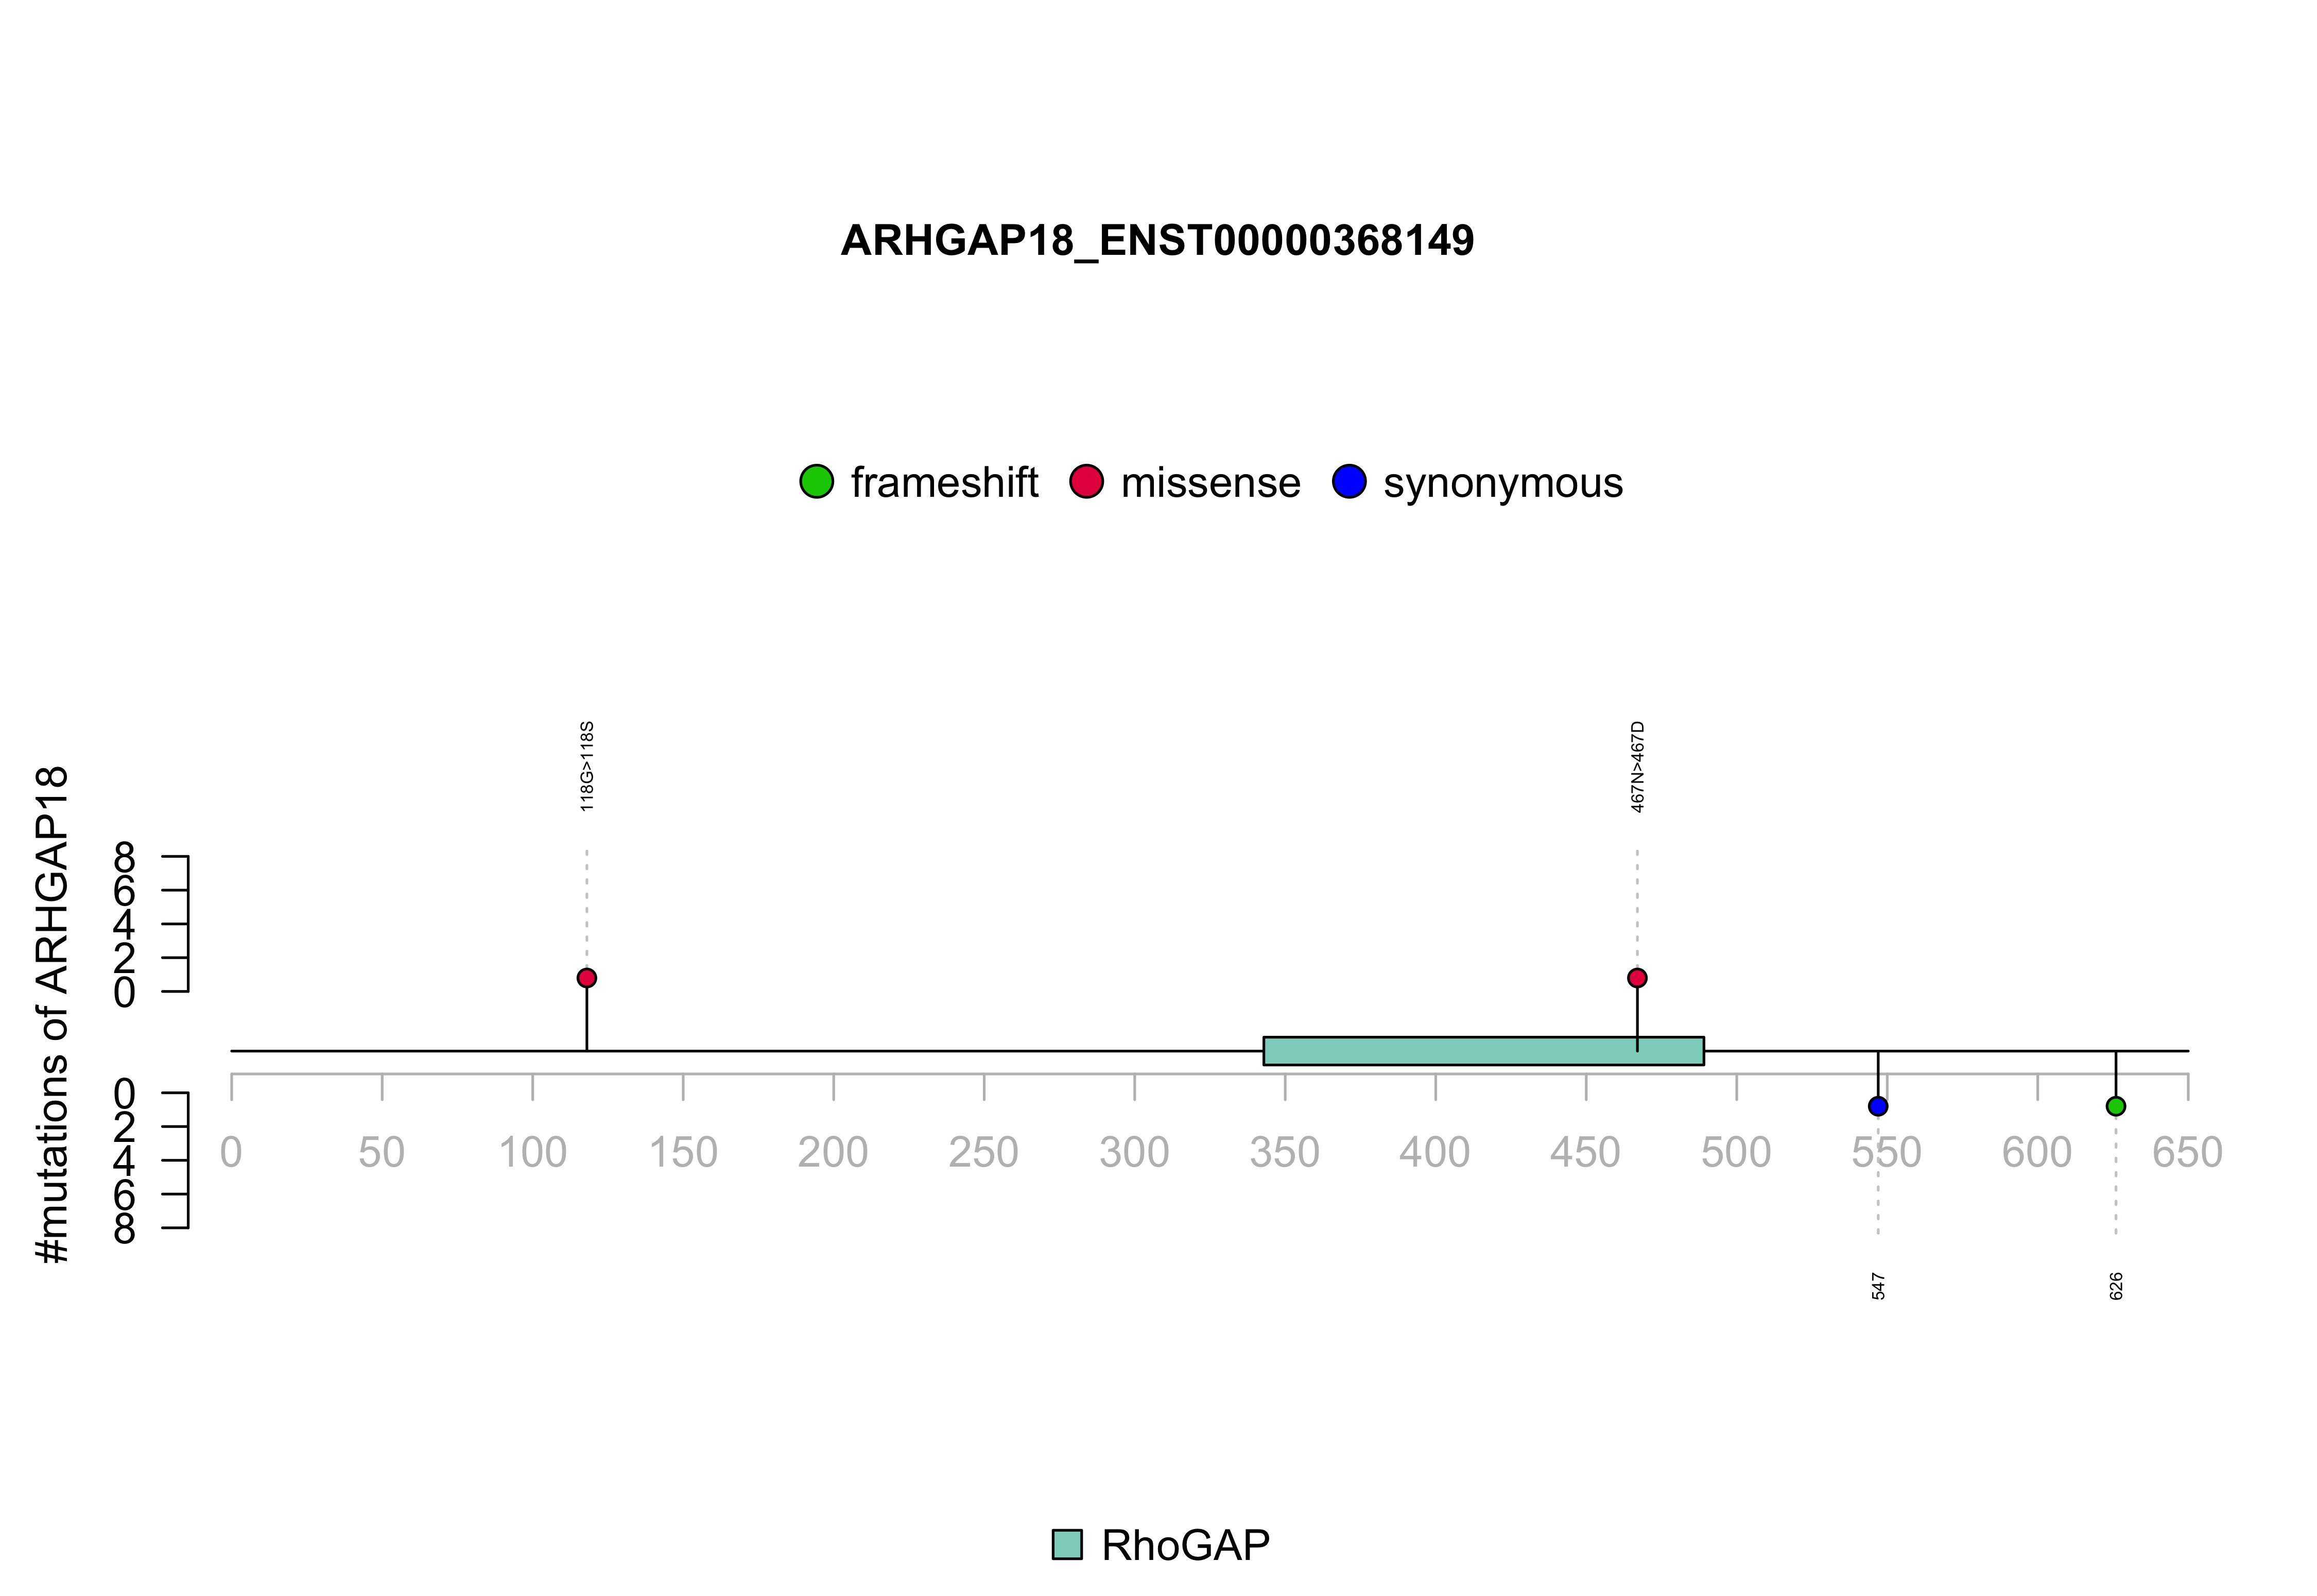 ARHGAP18_ENST00000368149
frameshift missense synonymous
118G>118S
467N>467D
#mutations of ARHGAP18
8
6
4
2
0
0
2
4
6
8
0 50 100 150 200 250 300 350 400 450 500 550 600 650
547
626
RhoGAP